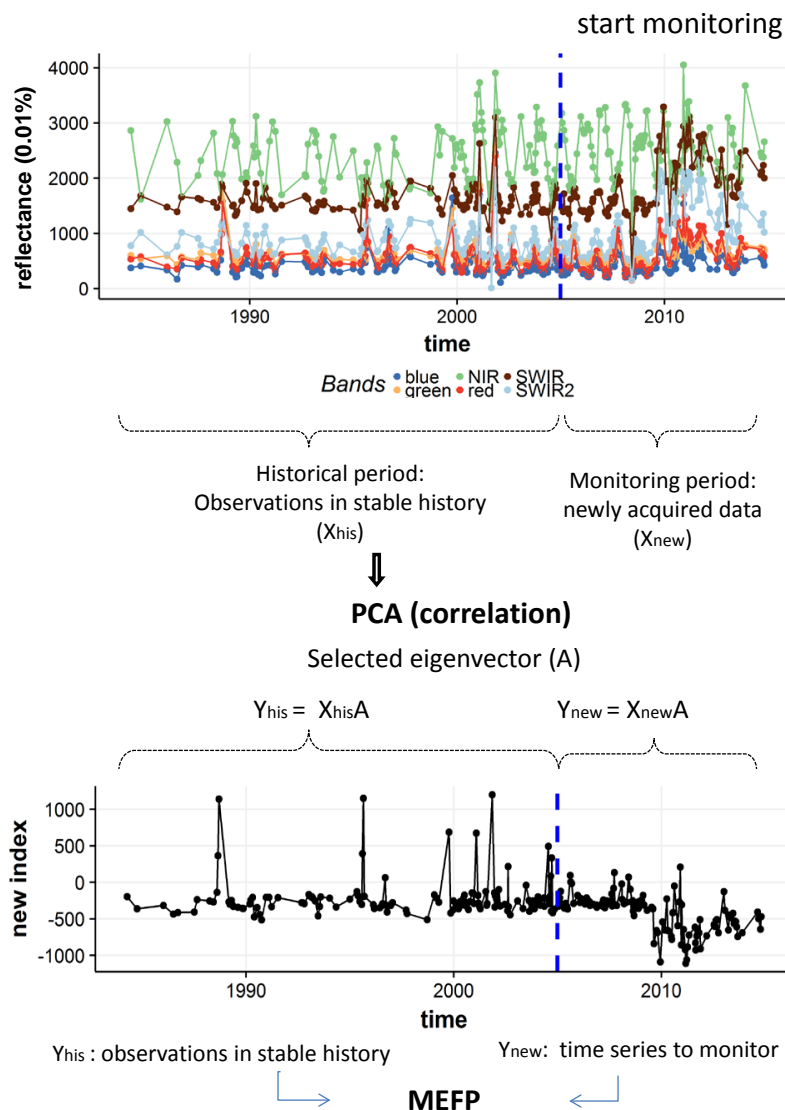 start monitoring
reflectance (0.01%)
4000
3000
2000
1000
0
1990 2000 2010
time
Bands blue NIR SWIR
green red SWIR2
Historical period:
Observations in stable history
(Xhis)
Monitoring period:
newly acquired data
(Xnew)
PCA (correlation)
Selected eigenvector (A)
Yhis = XhisA
Ynew = XnewA
new index
1000
500
0
-500
-1000
1990 2000 2010
time
Yhis : observations in stable history
Ynew: time series to monitor
MEFP